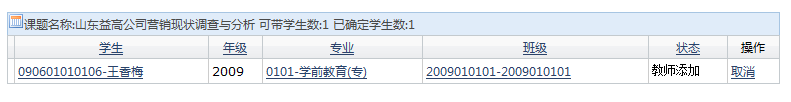 课题名称:山东益高公司营销现状调查与分析 可带学生数:1 已确定学生数:1
学生 年级 专业 班级 状态 操作
090601010106-王香梅 2009 0101-学前教育(专) 2009010101-2009010101 教师添加 取消